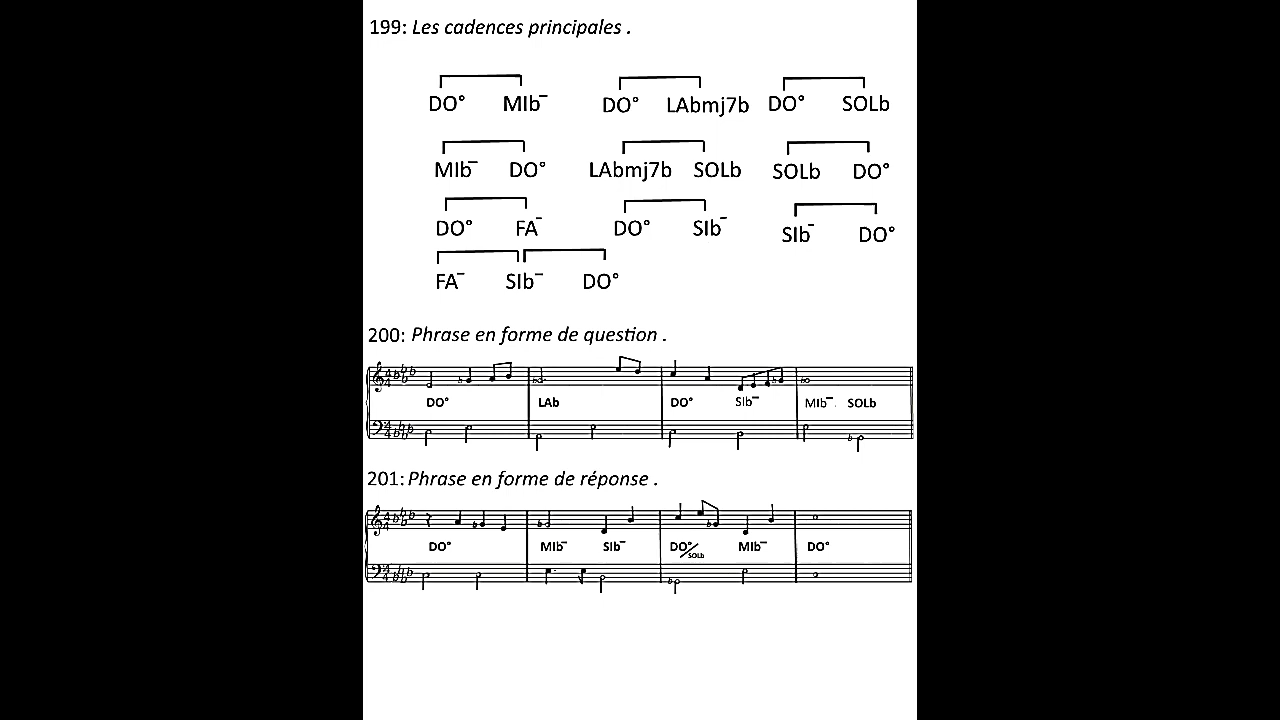 199: Les cadences principales .
DO° MIb⁻ DO° LAbmj7b DO° SOLb
MIb⁻ DO° LAbmj7b SOLb SOLb DO°
DO° FA⁻ DO° SIb⁻ SIb⁻ DO°
FA⁻ SIb⁻ DO°
200: Phrase en forme de question .
DO° LAb DO° SIb⁻ MIb⁻ SOLb
201: Phrase en forme de réponse .
DO° MIb⁻ SIb⁻ DO°/SOLb MIb⁻ DO°